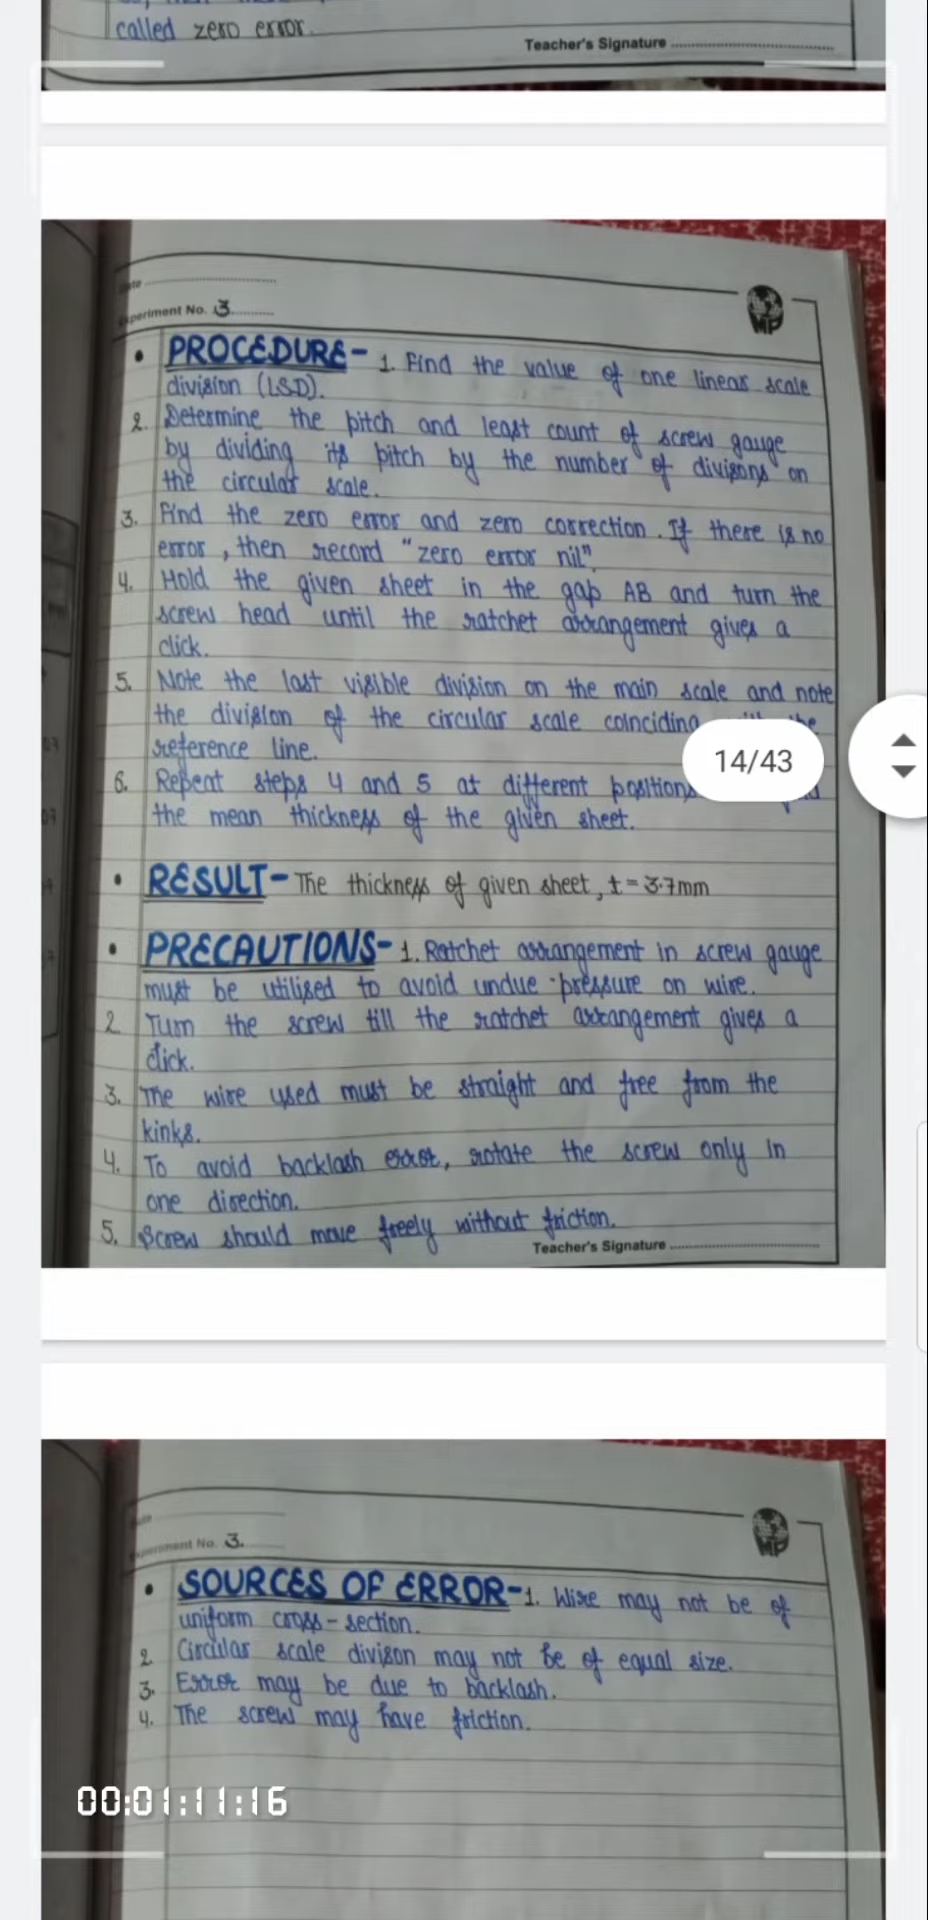 called zero error.
Teacher's Signature
Date
Experiment No. 3.
MP
• PROCEDURE- 1. Find the value of one linear scale
division (LSD).
2. Determine the pitch and least count of screw gauge
by dividing its pitch by the number of divisons on
the circular scale.
3. Find the zero error and zero correction. If there is no
error, then record "zero error nil".
4. Hold the given sheet in the gap AB and turn the
screw head until the ratchet arrangement gives a
click.
5. Note the last visible division on the main scale and note
the division of the circular scale coinciding with the
reference line.
14/43
6. Repeat steps 4 and 5 at different positions
the mean thickness of the given sheet.
• RESULT- The thickness of given sheet, t = 3.7mm
• PRECAUTIONS- 1. Ratchet arrangement in screw gauge
must be utilised to avoid undue pressure on wire.
2. Turn the screw till the ratchet arrangement gives a
click.
3. The wire used must be straight and free from the
kinks.
4. To avoid backlash error, rotate the screw only in
one direction.
5. Screw should move freely without friction.
Teacher's Signature
Date
Experiment No. 3.
MP
• SOURCES OF ERROR- 1. Wire may not be of
uniform cross-section.
2. Circular scale divison may not be of equal size.
3. Error may be due to backlash.
4. The screw may have friction.
00:01:11:16